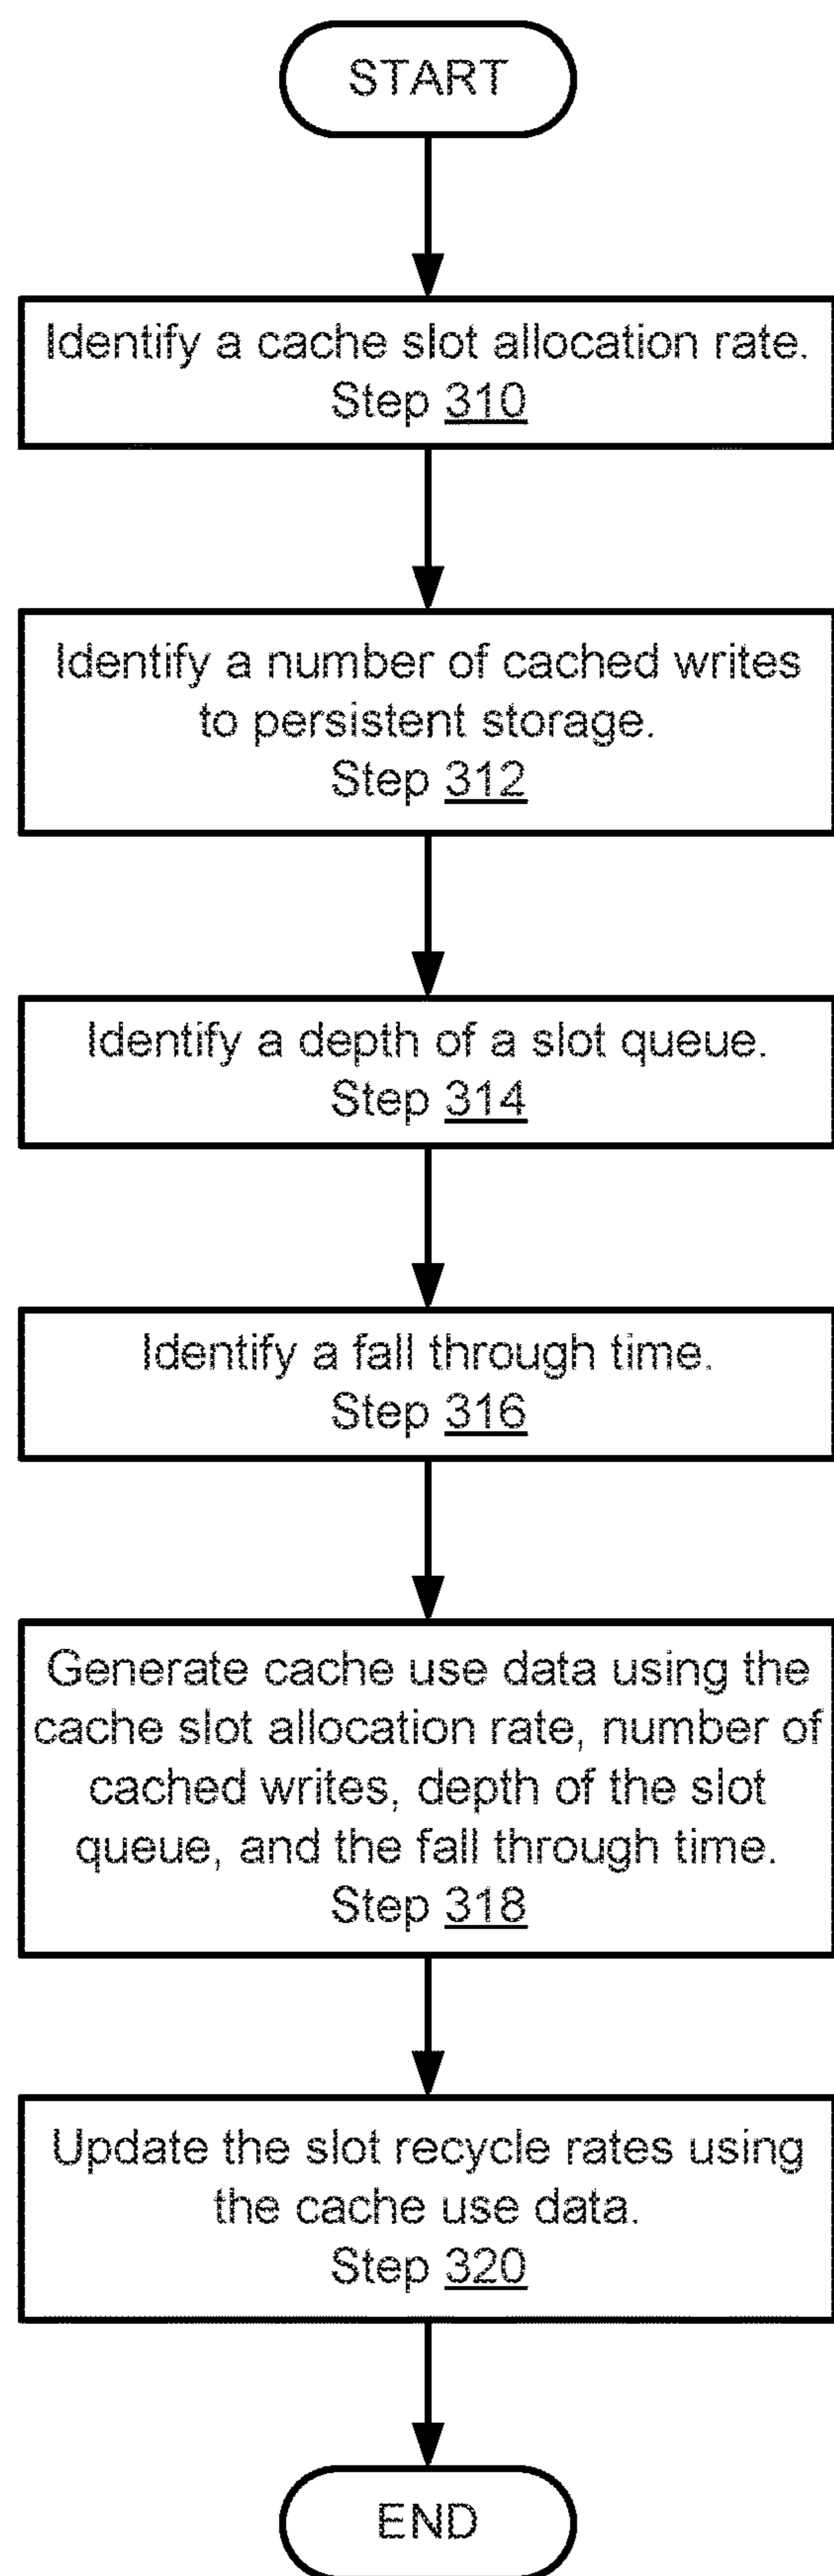 START
Identify a cache slot allocation rate.
Step 310
Identify a number of cached writes
to persistent storage.
Step 312
Identify a depth of a slot queue.
Step 314
Identify a fall through time.
Step 316
Generate cache use data using the
cache slot allocation rate, number of
cached writes, depth of the slot
queue, and the fall through time.
Step 318
Update the slot recycle rates using
the cache use data.
Step 320
END